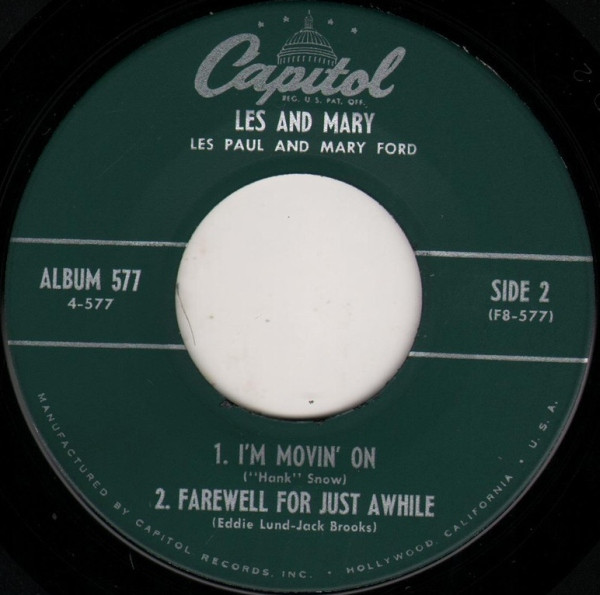 Capitol
REG. U.S. PAT. OFF.
LES AND MARY
LES PAUL AND MARY FORD
ALBUM 577
4-577
SIDE 2
(F8-577)
1. I'M MOVIN' ON
("Hank" Snow)
2. FAREWELL FOR JUST AWHILE
(Eddie Lund-Jack Brooks)
MANUFACTURED BY CAPITOL RECORDS, INC. • HOLLYWOOD, CALIFORNIA • U.S.A.